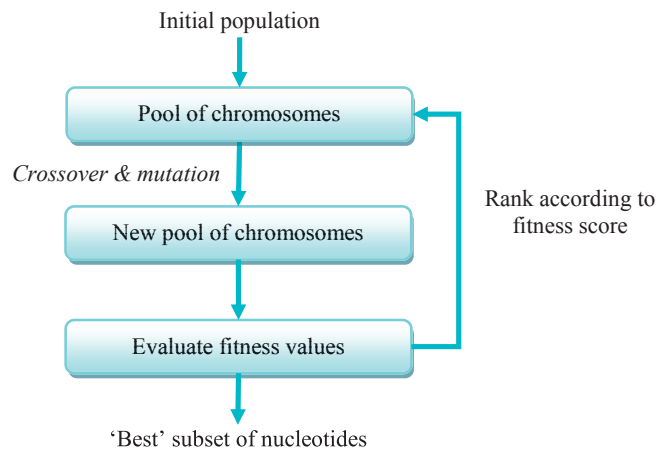 Initial population
Pool of chromosomes
Crossover & mutation
New pool of chromosomes
Rank according to
fitness score
Evaluate fitness values
‘Best’ subset of nucleotides